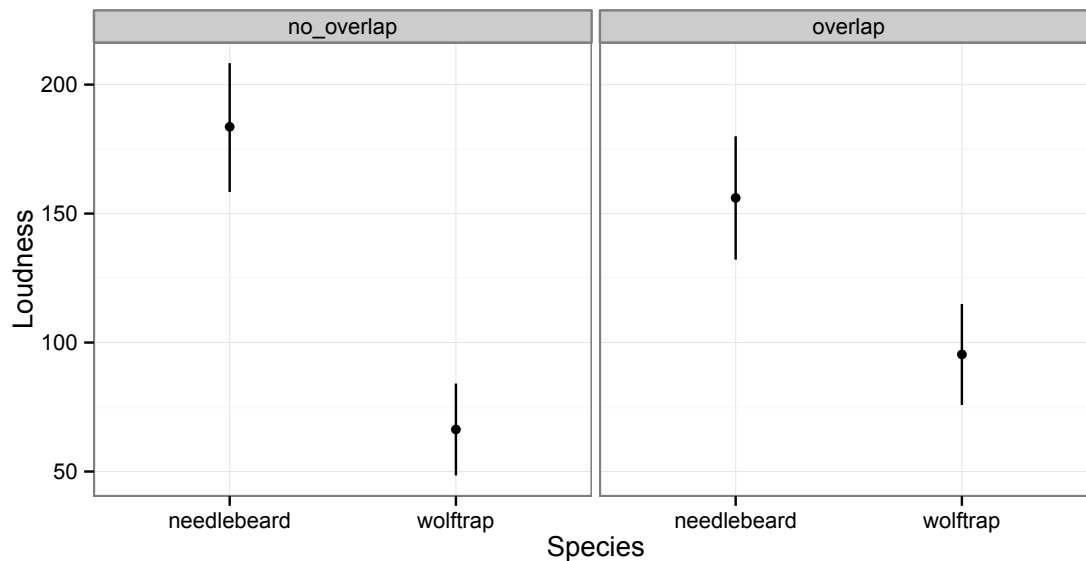 no_overlap overlap
200
150
100
50
Loudness
needlebeard wolftrap needlebeard wolftrap
Species